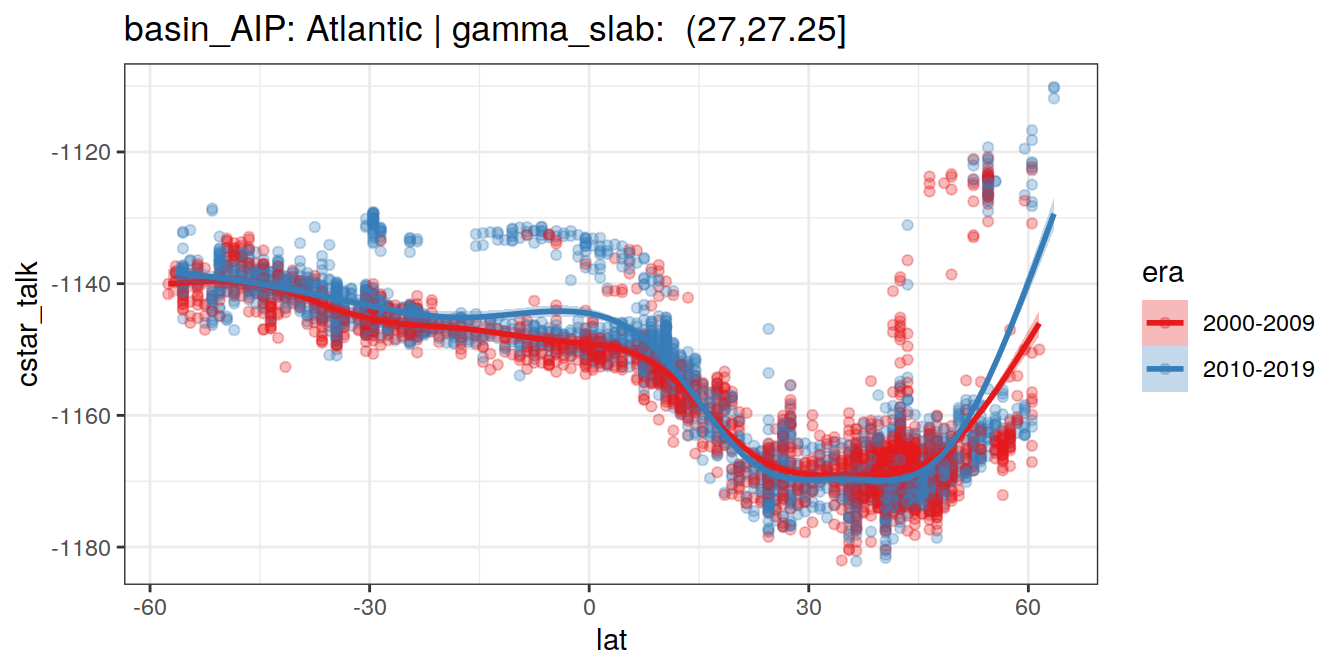 basin_AIP: Atlantic | gamma_slab:  (27,27.25]
-1120
-1140
-1160
-1180
cstar_talk
-60
-30
0
30
60
lat
era
2000-2009
2010-2019